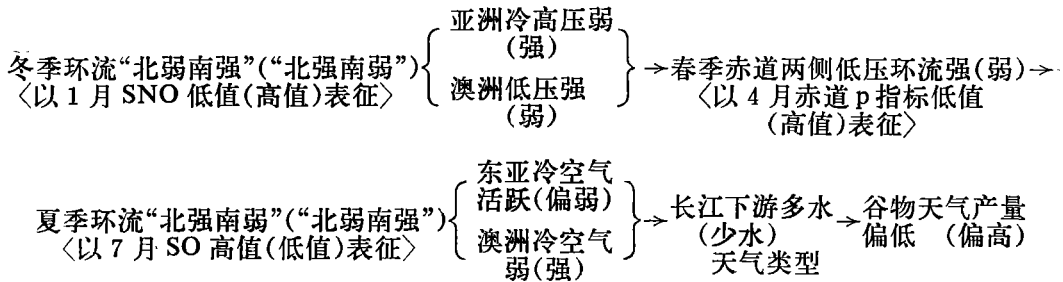 亚洲冷高压弱
(强)
冬季环流“北弱南强”(“北强南弱”)
〈以1月SNO低值(高值)表征〉
澳洲低压强
(弱)
→春季赤道两侧低压环流强(弱)→
〈以4月赤道p指标低值
(高值)表征〉
夏季环流“北强南弱”(“北弱南强”)
〈以7月SO高值(低值)表征〉
东亚冷空气
活跃(偏弱)
澳洲冷空气
弱(强)
→长江下游多水
(少水)
天气类型
→谷物天气产量
偏低 (偏高)